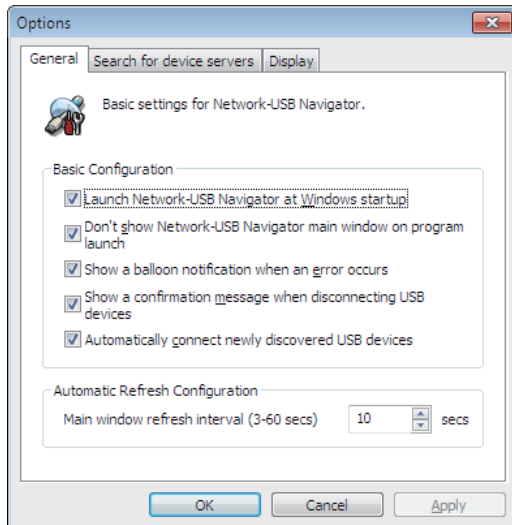 Options
General Search for device servers Display
Basic settings for Network-USB Navigator.
Basic Configuration
Launch Network-USB Navigator at Windows startup
Don't show Network-USB Navigator main window on program
launch
Show a balloon notification when an error occurs
Show a confirmation message when disconnecting USB
devices
Automatically connect newly discovered USB devices
Automatic Refresh Configuration
Main window refresh interval (3-60 secs) 10 secs
OK Cancel Apply